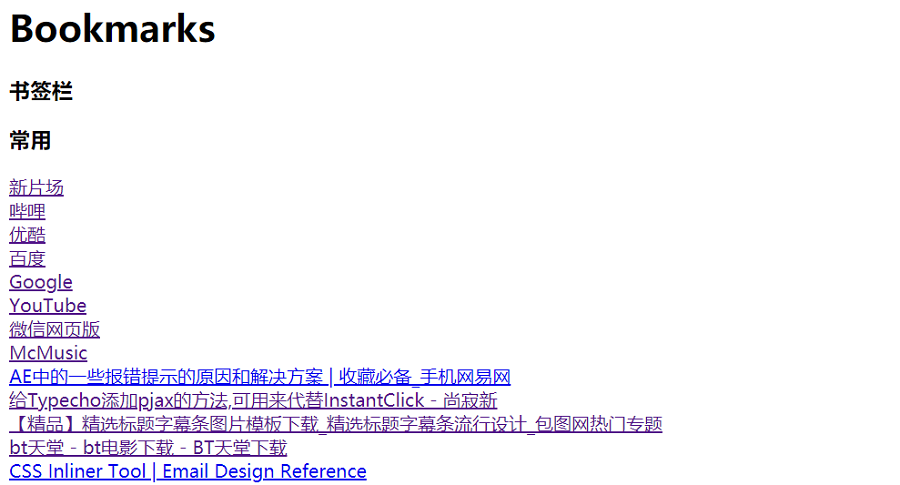 Bookmarks
书签栏
常用
新片场
哔哩
优酷
百度
Google
YouTube
微信网页版
McMusic
AE中的一些报错提示的原因和解决方案 | 收藏必备_手机网易网
给Typecho添加pjax的方法,可用来代替InstantClick - 尚寂新
【精品】精选标题字幕条图片模板下载_精选标题字幕条流行设计_包图网热门专题
bt天堂 - bt电影下载 - BT天堂下载
CSS Inliner Tool | Email Design Reference